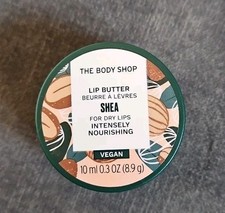 THE BODY SHOP
LIP BUTTER
BEURRE À LÈVRES
SHEA
FOR DRY LIPS
INTENSELY
NOURISHING
VEGAN
10 ml 0.3 OZ (8.9 g)